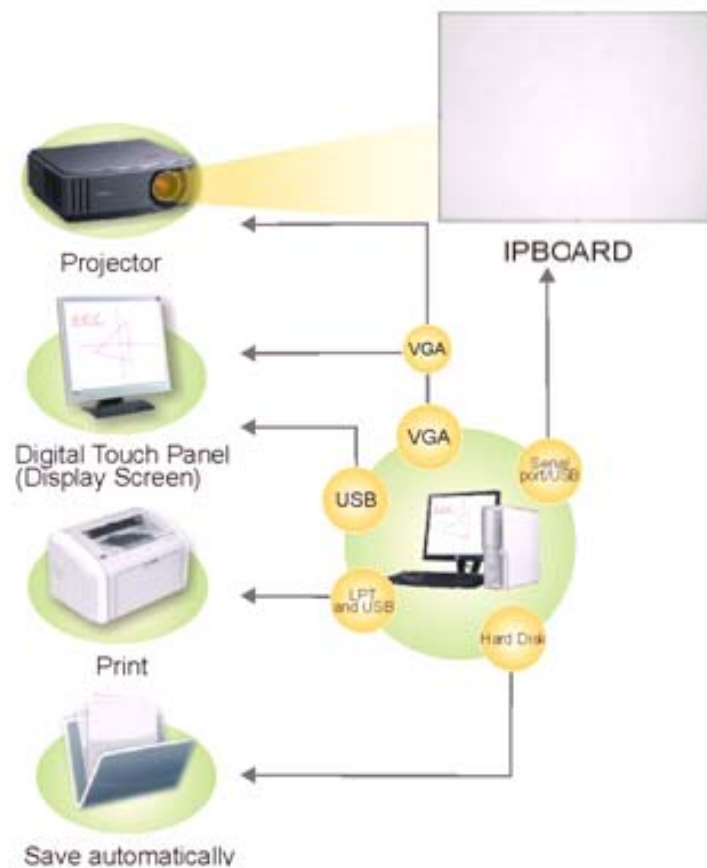 IPBOARD
Projector
VGA
Digital Touch Panel
(Display Screen)
VGA
Serial
port/USB
USB
LPT
and USB
Print
Hard Disk
Save automatically